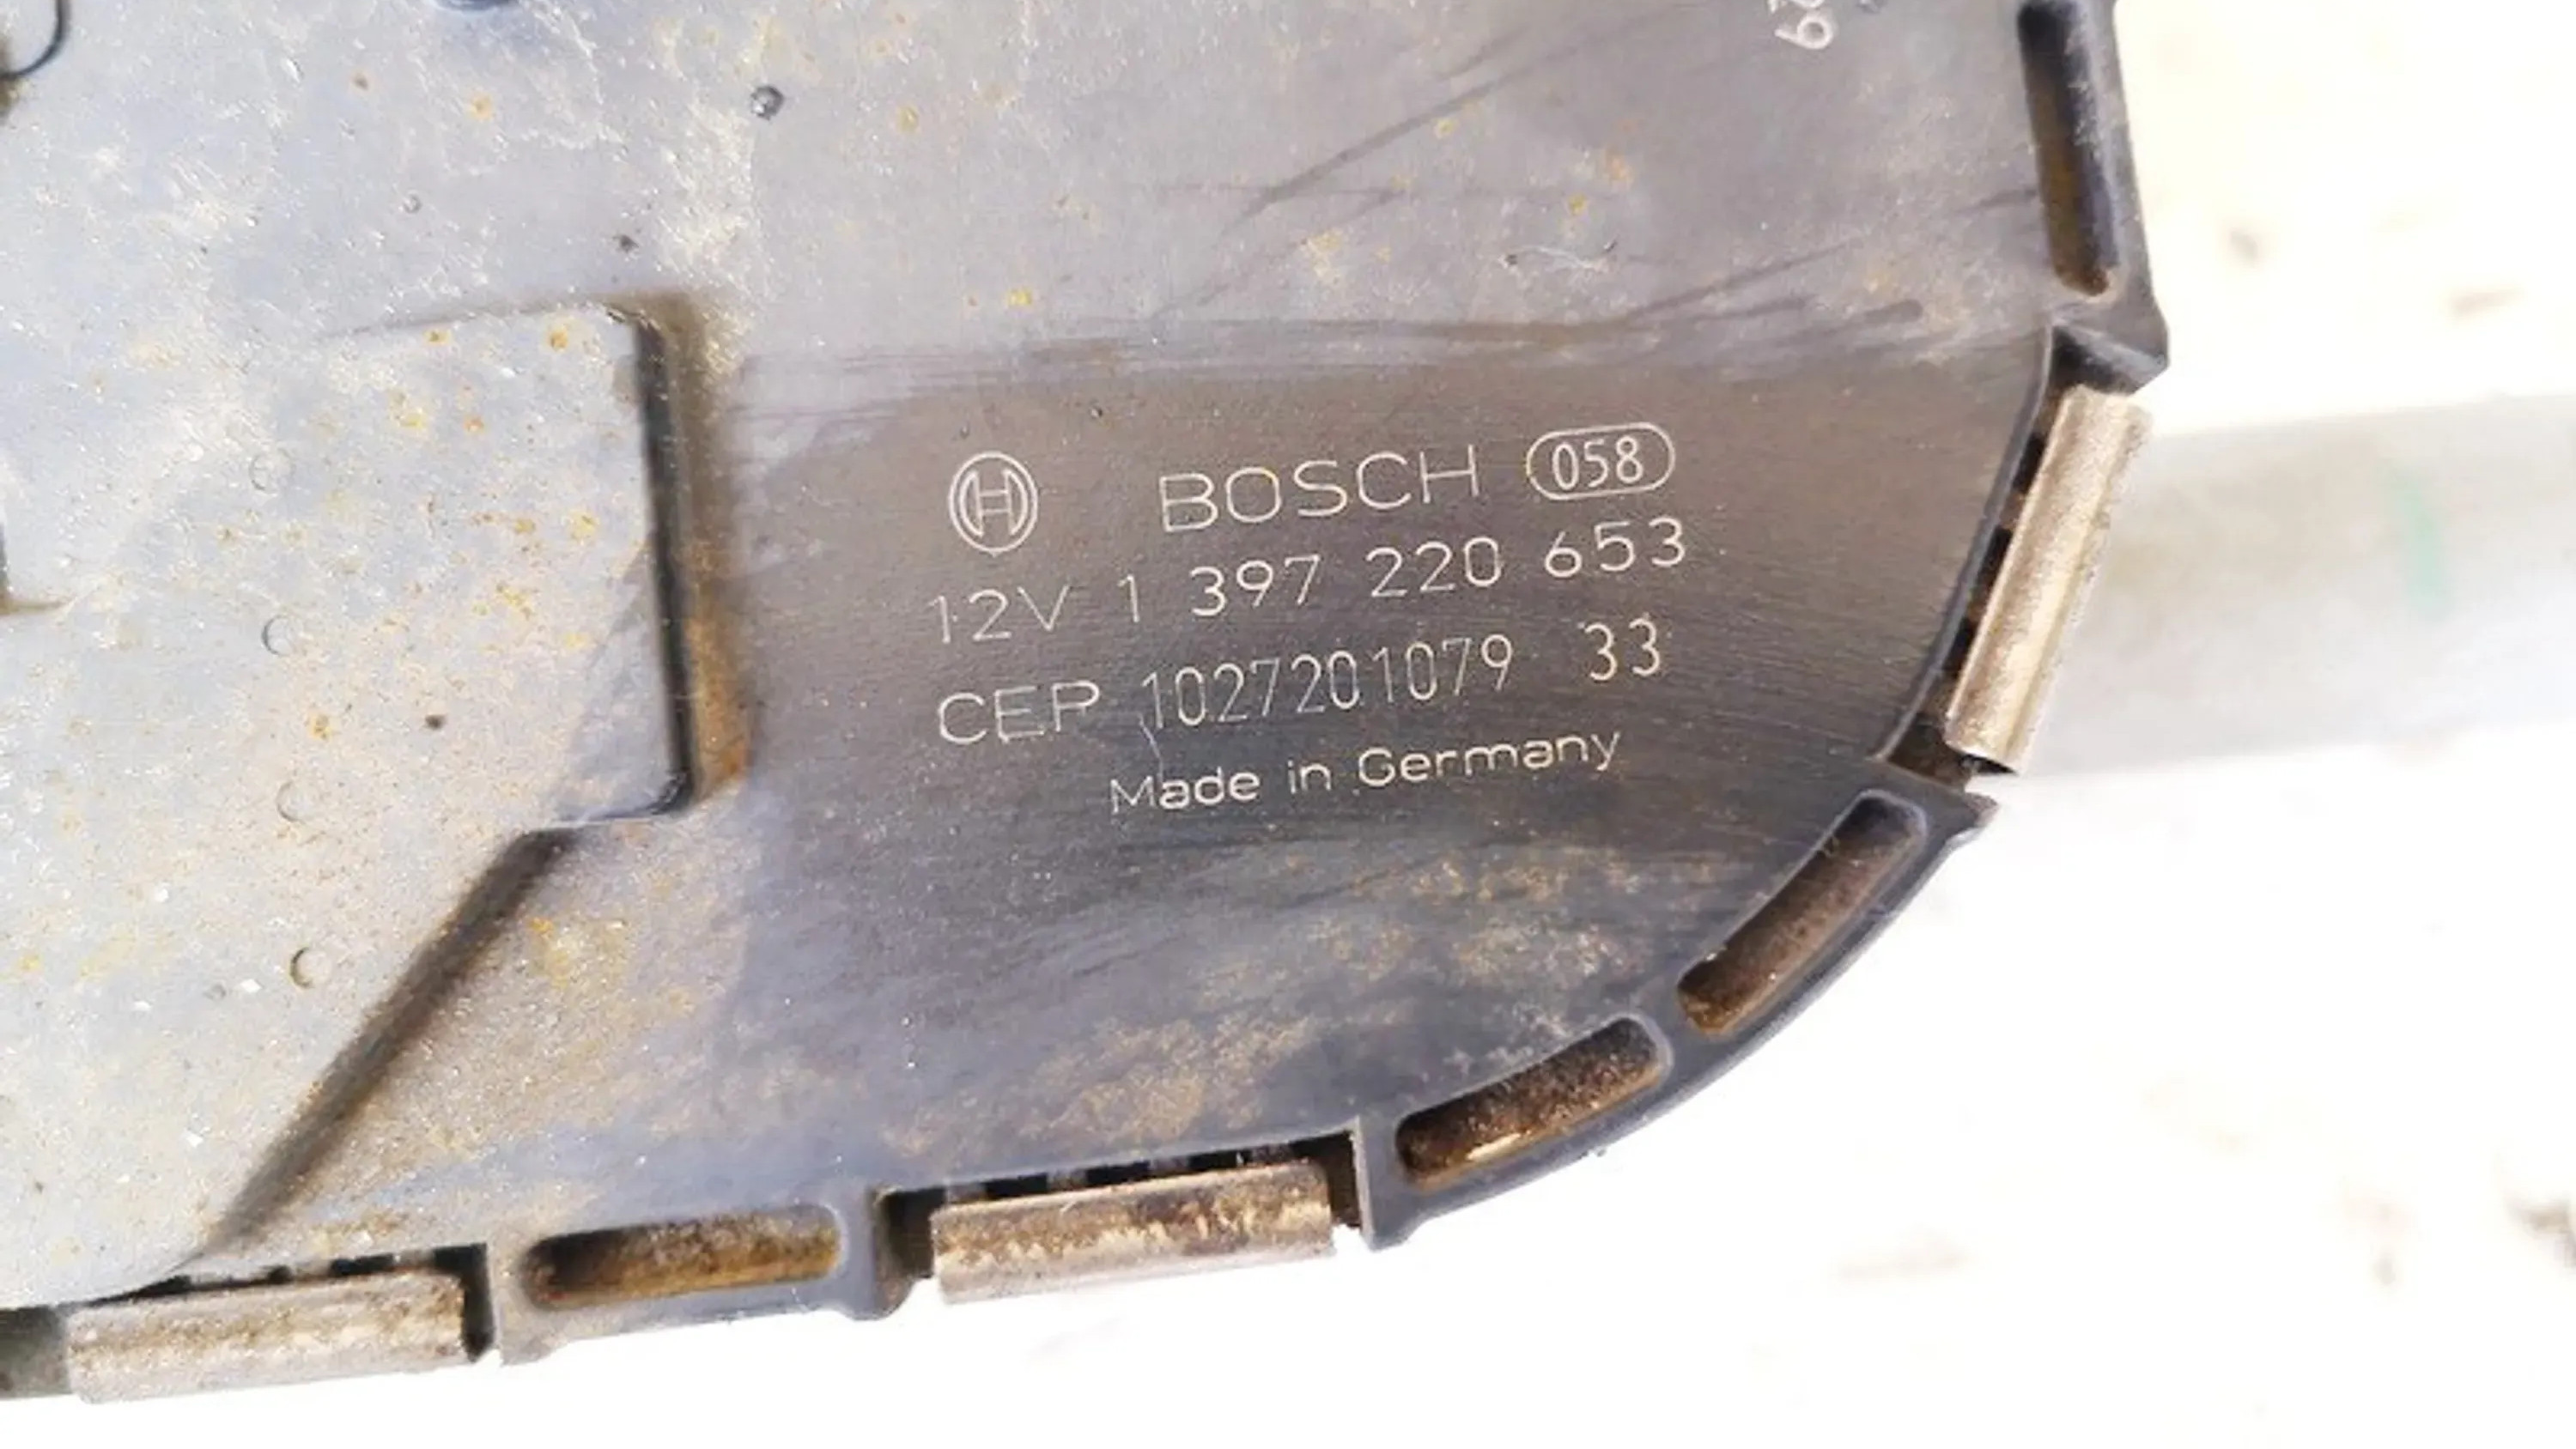 BOSCH 058
12V 1 397 220 653
CEP 1027201079 33
Made in Germany